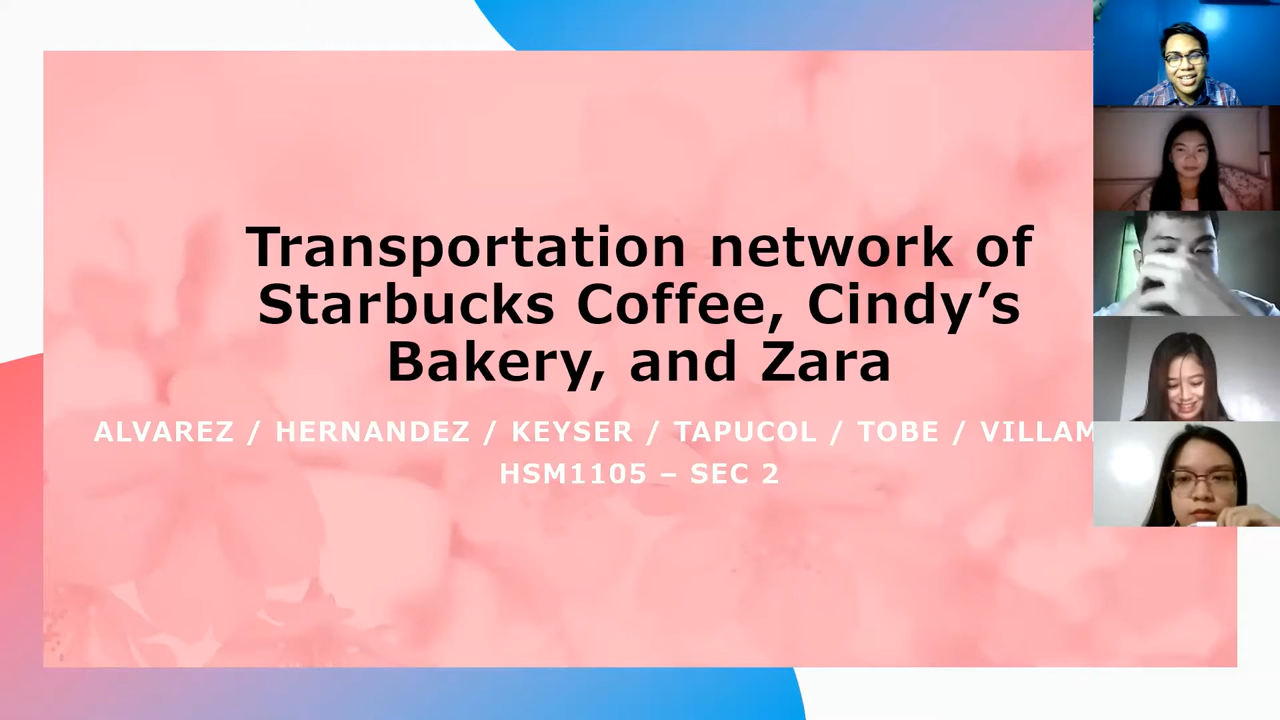 Transportation network of
Starbucks Coffee, Cindy’s
Bakery, and Zara
ALVAREZ / HERNANDEZ / KEYSER / TAPUCOL / TOBE /
HSM1105 – SEC 2